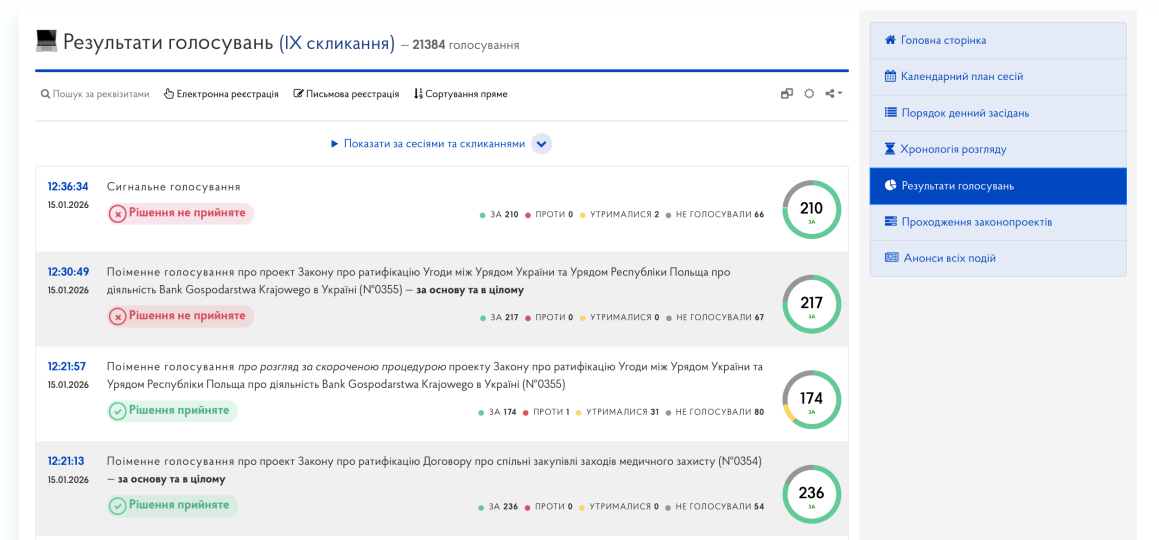 Результати голосувань (IX скликання) – 21384 голосування
Пошук за реквізитами Електронна реєстрація Письмова реєстрація Сортування пряме
Показати за сесіями та скликаннями
12:36:34 Сигнальне голосування
15.01.2026 Рішення не прийняте
ЗА 210 ПРОТИ 0 УТРИМАЛИСЯ 2 НЕ ГОЛОСУВАЛИ 66
210
ЗА
12:30:49 Поіменне голосування про проект Закону про ратифікацію Угоди між Урядом України та Урядом Республіки Польща про
15.01.2026 діяльність Bank Gospodarstwa Krajowego в Україні (№0355) – за основу та в цілому
Рішення не прийняте
ЗА 217 ПРОТИ 0 УТРИМАЛИСЯ 0 НЕ ГОЛОСУВАЛИ 67
217
ЗА
12:21:57 Поіменне голосування про розгляд за скороченою процедурою проекту Закону про ратифікацію Угоди між Урядом України та
15.01.2026 Урядом Республіки Польща про діяльність Bank Gospodarstwa Krajowego в Україні (№0355)
Рішення прийняте
ЗА 174 ПРОТИ 1 УТРИМАЛИСЯ 31 НЕ ГОЛОСУВАЛИ 80
174
ЗА
12:21:13 Поіменне голосування про проект Закону про ратифікацію Договору про спільні закупівлі заходів медичного захисту (№0354)
15.01.2026 – за основу та в цілому
Рішення прийняте
ЗА 236 ПРОТИ 0 УТРИМАЛИСЯ 0 НЕ ГОЛОСУВАЛИ 54
236
ЗА
Головна сторінка
Календарний план сесій
Порядок денний засідань
Хронологія розгляду
Результати голосувань
Проходження законопроектів
Анонси всіх подій